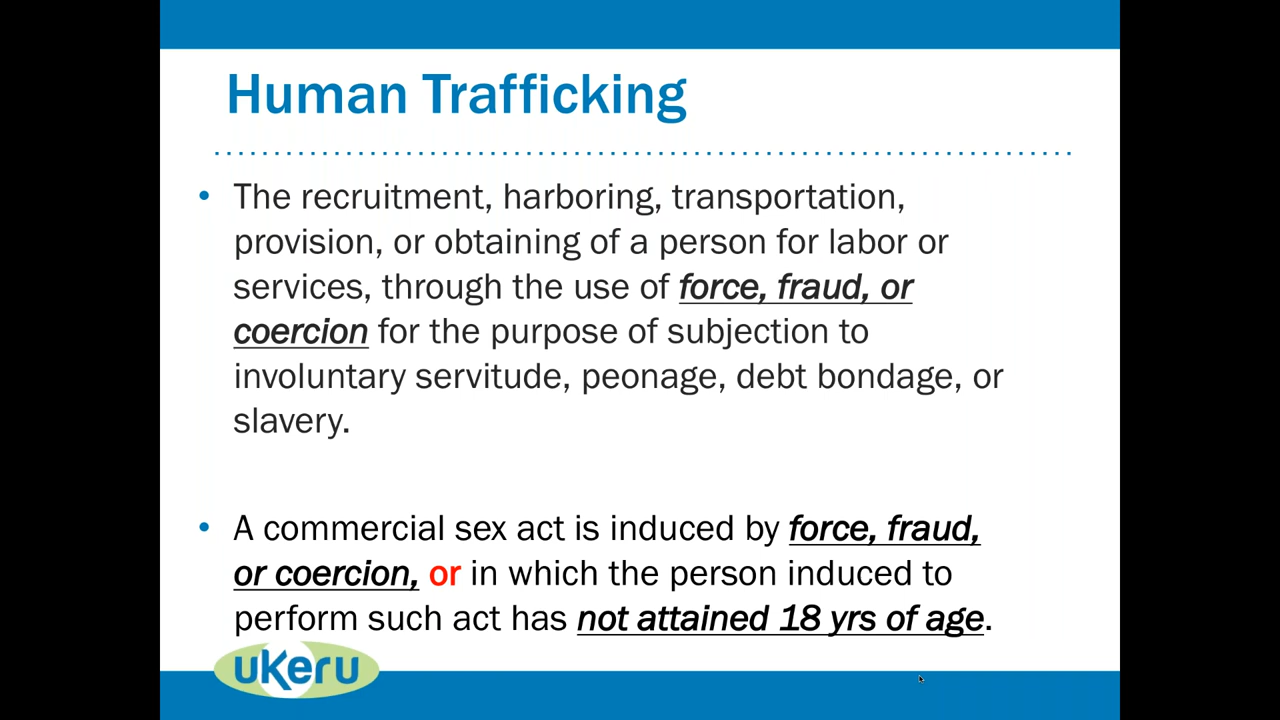 Human Trafficking
• The recruitment, harboring, transportation,
provision, or obtaining of a person for labor or
services, through the use of force, fraud, or
coercion for the purpose of subjection to
involuntary servitude, peonage, debt bondage, or
slavery.
• A commercial sex act is induced by force, fraud,
or coercion, or in which the person induced to
perform such act has not attained 18 yrs of age.
ukeru